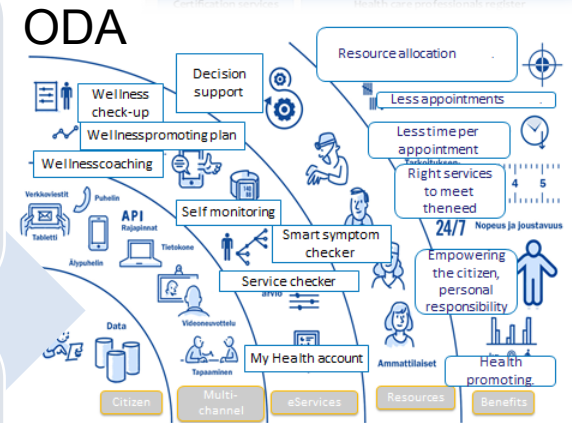 Certification services
Health care professionals register
ODA
Resource allocation .
Decision
support
Wellness
check-up
Less appointments .
Wellnesspromoting plan
Less time per
appointment
Wellnesscoaching
Right services
to meet
theneed
4 5
Verkkoviestit
Puhelin
API
Rajapinnat
Tabletti
Tietokone
Älypuhelin
Self monitoring
24/7 Nopeus ja joustavuus
Smart symptom
checker
Empowering
the citizen,
personal
responsibility
Service checker
Data
Videoneuvottelu
Tapaaminen
My Health account
Ammattilaiset
Health
promoting.
Citizen
Multi-
channel
eServices
Resources
Benefits